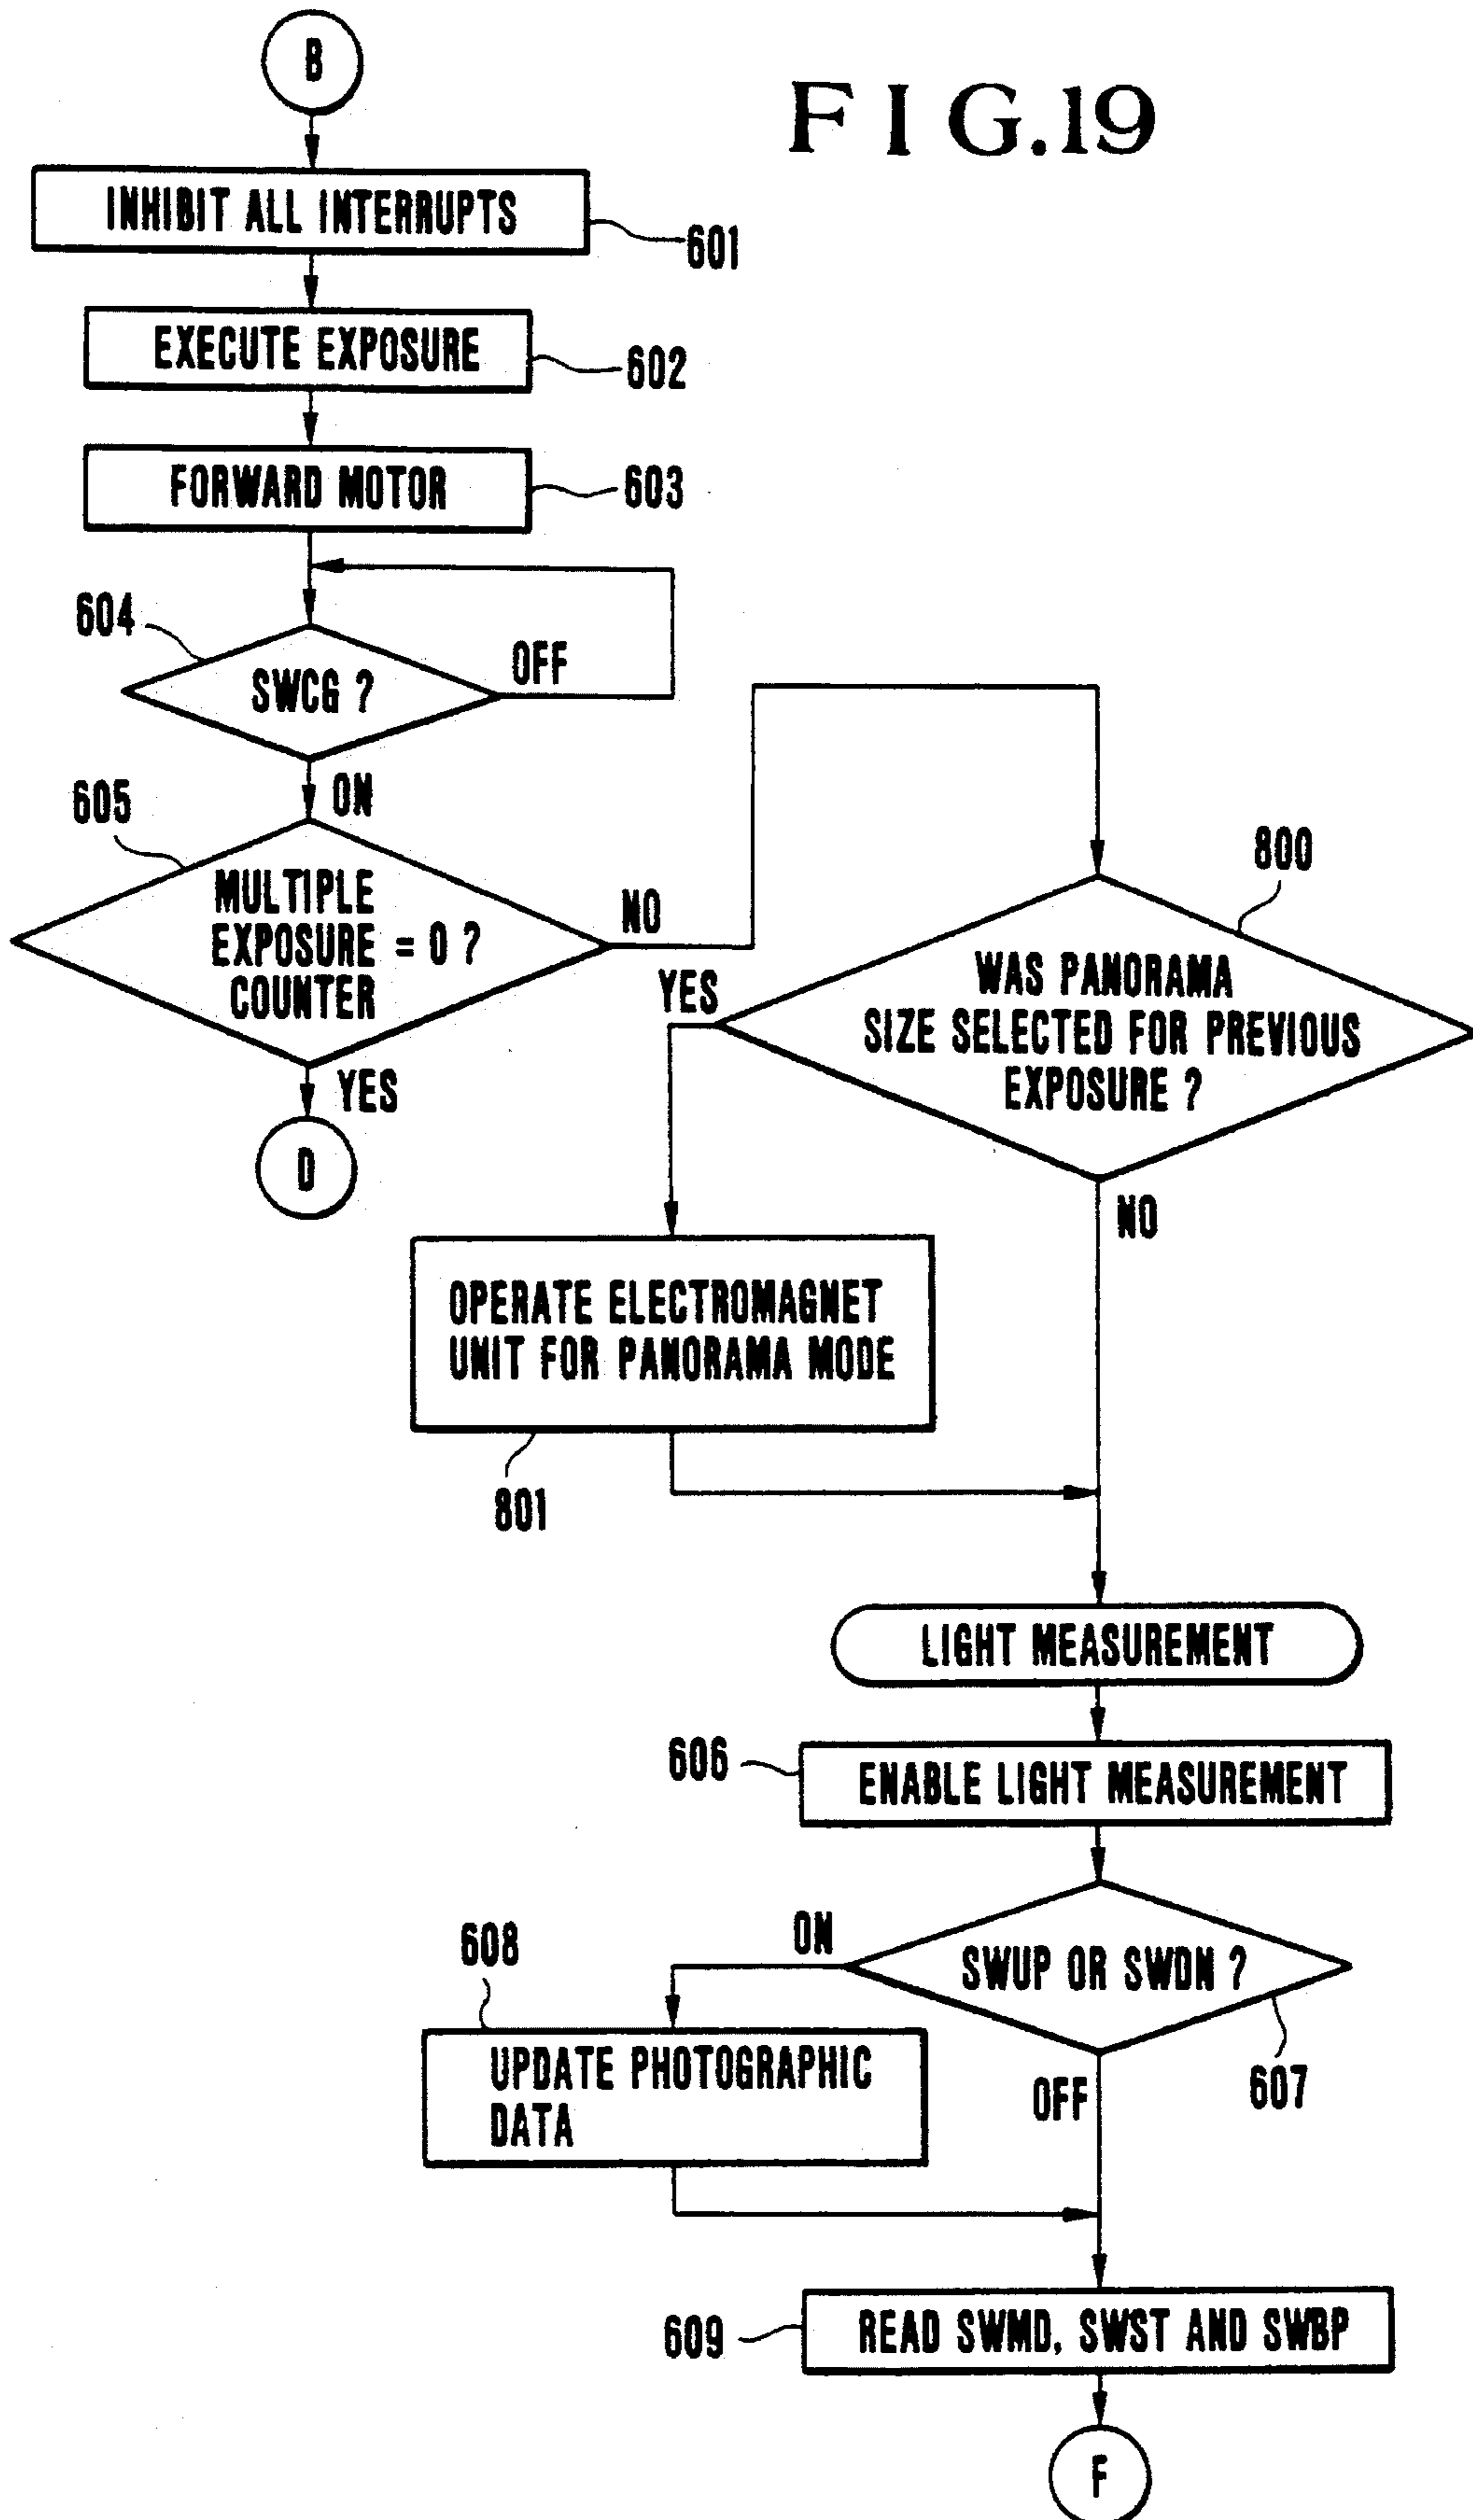 B
FIG.19
INHIBIT ALL INTERRUPTS
601
EXECUTE EXPOSURE
602
FORWARD MOTOR
603
604
SWCG ?
OFF
ON
605
MULTIPLE
EXPOSURE = 0 ?
COUNTER
NO
YES
D
800
WAS PANORAMA
SIZE SELECTED FOR PREVIOUS
EXPOSURE ?
YES
NO
OPERATE ELECTROMAGNET
UNIT FOR PANORAMA MODE
801
LIGHT MEASUREMENT
606
ENABLE LIGHT MEASUREMENT
608
ON
SWUP OR SWDN ?
607
UPDATE PHOTOGRAPHIC
DATA
OFF
609
READ SWMD, SWST AND SWBP
F